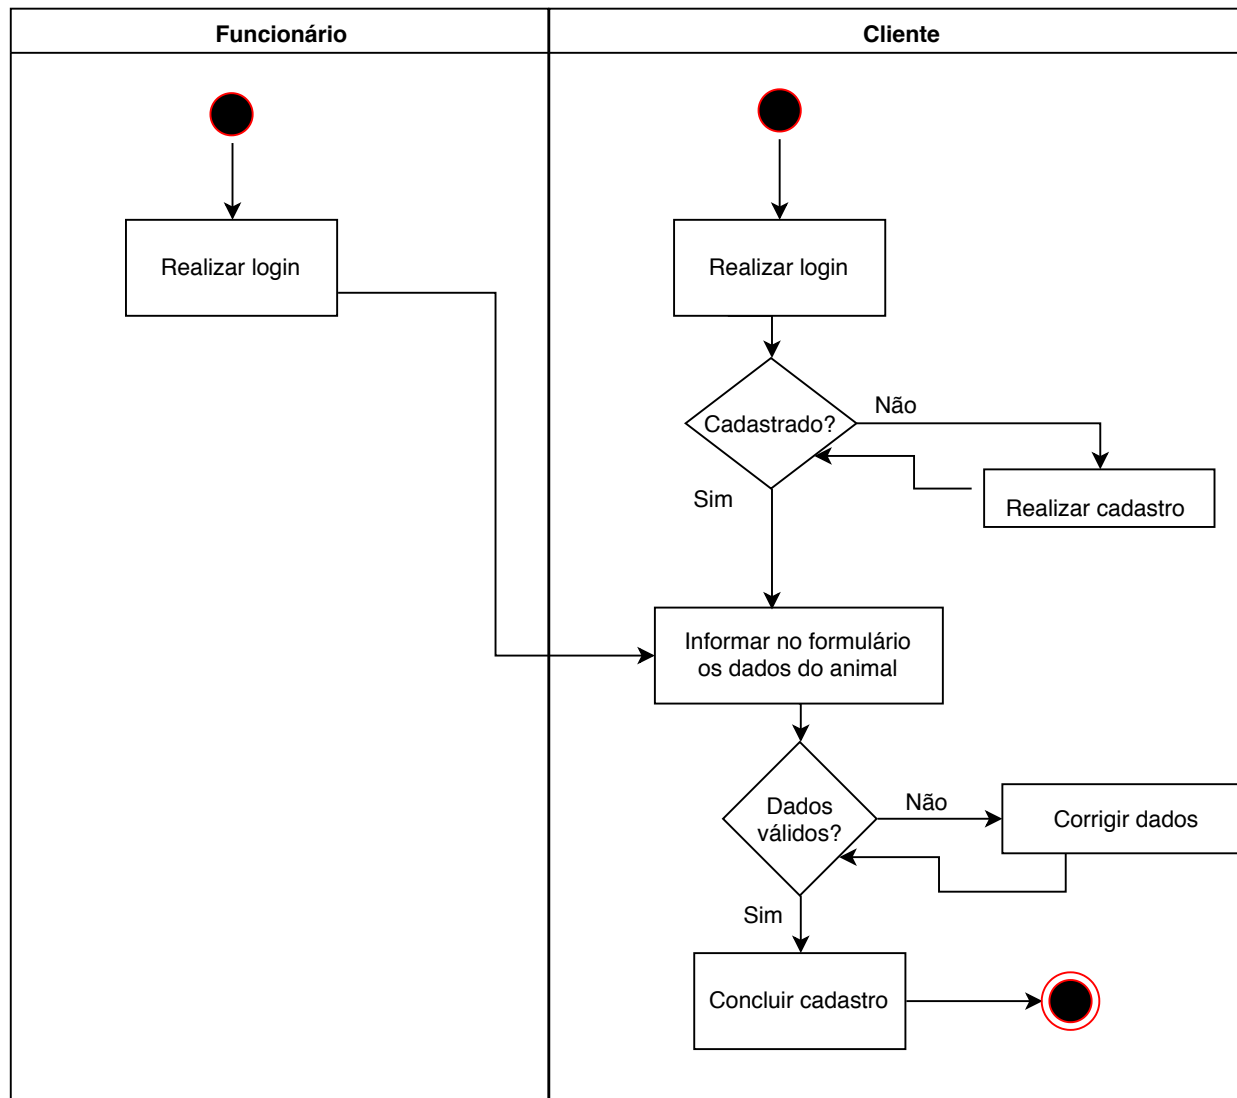 Funcionário
Cliente
Realizar login
Realizar login
Cadastrado?
Não
Realizar cadastro
Sim
Informar no formulário
os dados do animal
Dados
válidos?
Não
Corrigir dados
Sim
Concluir cadastro